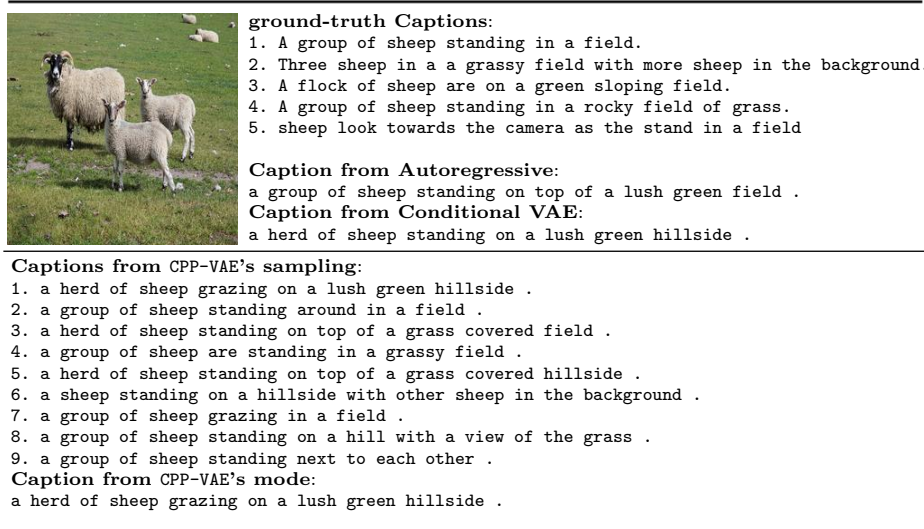 ground-truth Captions:
1. A group of sheep standing in a field.
2. Three sheep in a a grassy field with more sheep in the background.
3. A flock of sheep are on a green sloping field.
4. A group of sheep standing in a rocky field of grass.
5. sheep look towards the camera as the stand in a field
Caption from Autoregressive:
a group of sheep standing on top of a lush green field .
Caption from Conditional VAE:
a herd of sheep standing on a lush green hillside .
Captions from CPP-VAE's sampling:
1. a herd of sheep grazing on a lush green hillside .
2. a group of sheep standing around in a field .
3. a herd of sheep standing on top of a grass covered field .
4. a group of sheep are standing in a grassy field .
5. a herd of sheep standing on top of a grass covered hillside .
6. a sheep standing on a hillside with other sheep in the background .
7. a group of sheep grazing in a field .
8. a group of sheep standing on a hill with a view of the grass .
9. a group of sheep standing next to each other .
Caption from CPP-VAE's mode:
a herd of sheep grazing on a lush green hillside .